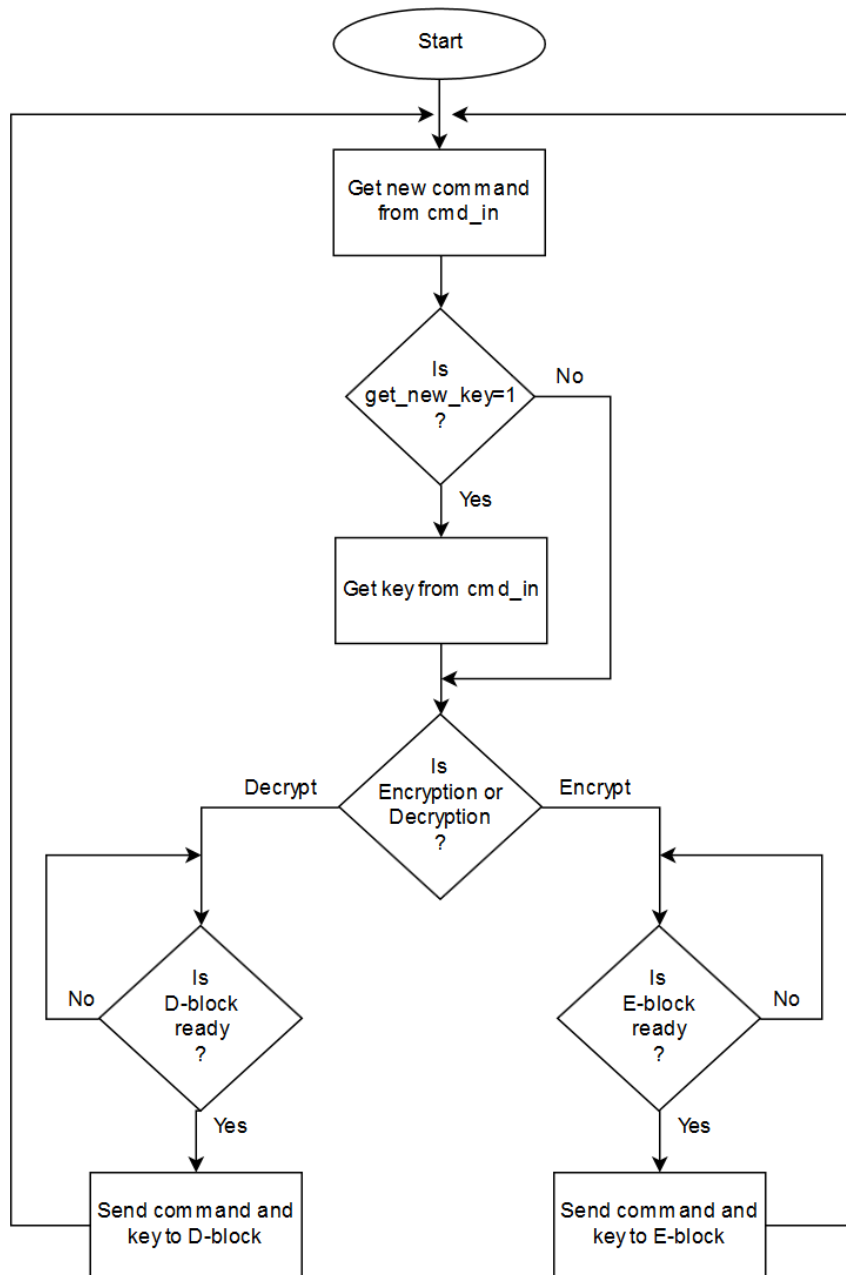 Start
Get new command
from cmd_in
Is
get_new_key=1
?
No
Yes
Get key from cmd_in
Is
Encryption or
Decryption
?
Decrypt
Encrypt
Is
D-block
ready
?
No
Yes
Is
E-block
ready
?
No
Yes
Send command and
key to D-block
Send command and
key to E-block